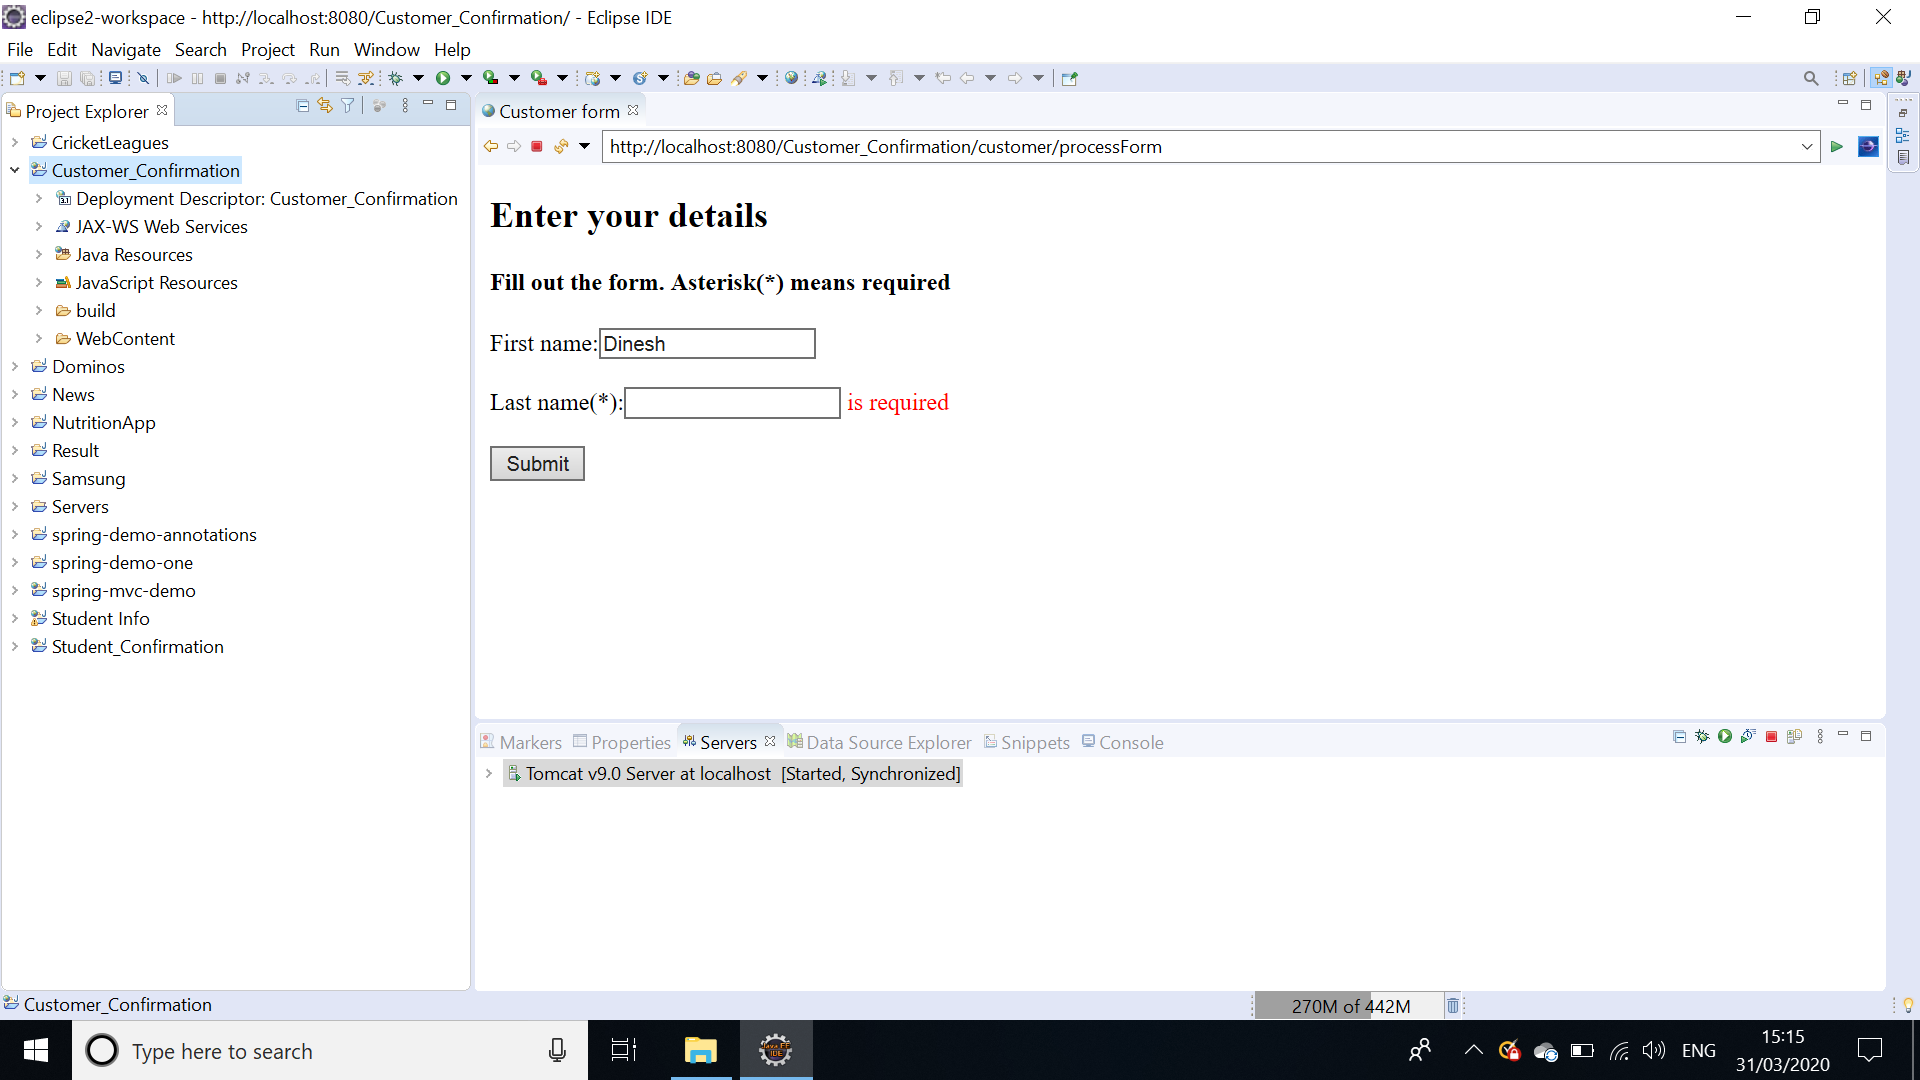 eclipse2-workspace - http://localhost:8080/Customer_Confirmation/ - Eclipse IDE
File Edit Navigate Search Project Run Window Help
Project Explorer
CricketLeagues
Customer_Confirmation
Deployment Descriptor: Customer_Confirmation
JAX-WS Web Services
Java Resources
JavaScript Resources
build
WebContent
Dominos
News
NutritionApp
Result
Samsung
Servers
spring-demo-annotations
spring-demo-one
spring-mvc-demo
Student Info
Student_Confirmation
Customer form
http://localhost:8080/Customer_Confirmation/customer/processForm
Enter your details
Fill out the form. Asterisk(*) means required
First name: Dinesh
Last name(*): is required
Submit
Markers Properties Servers Data Source Explorer Snippets Console
Tomcat v9.0 Server at localhost [Started, Synchronized]
Customer_Confirmation
270M of 442M
Type here to search
Java EE
IDE
ENG
15:15
31/03/2020